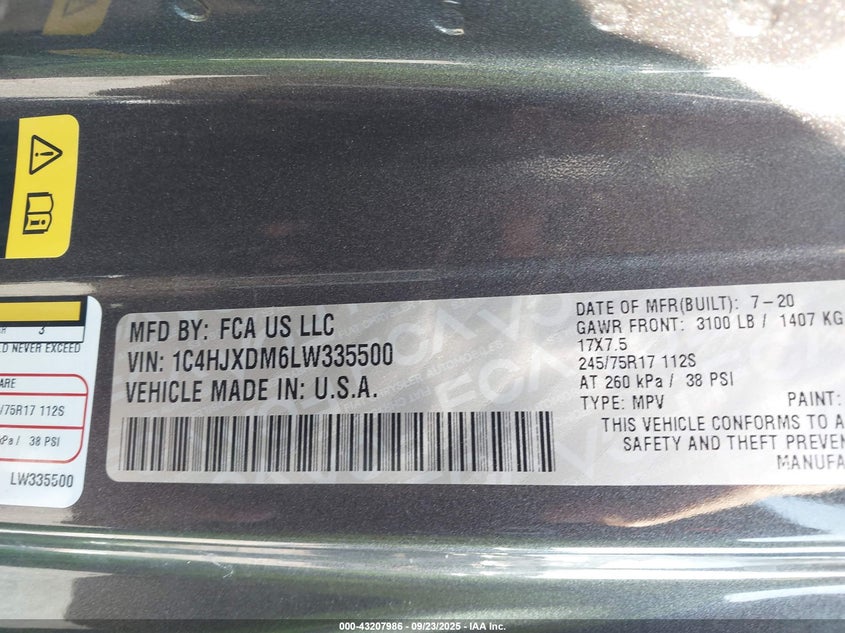 R 3
D NEVER EXCEED
ARE
/75R17 112S
kPa / 38 PSI
LW335500
MFD BY: FCA US LLC
VIN: 1C4HJXDM6LW335500
VEHICLE MADE IN: U.S.A.
DATE OF MFR(BUILT): 7-20
GAWR FRONT: 3100 LB / 1407 KG
17X7.5
245/75R17 112S
AT 260 kPa / 38 PSI
TYPE: MPV PAINT:
THIS VEHICLE CONFORMS TO A
SAFETY AND THEFT PREVEN
MANUFA
000-43207986 - 09/23/2025 - IAA Inc.